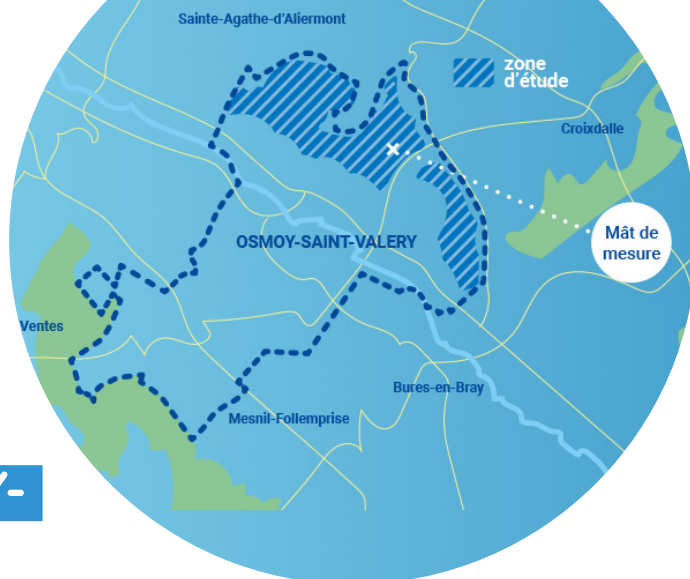 Sainte-Agathe-d'Aliermont
zone
d'étude
Croixdalle
OSMOY-SAINT-VALERY
Mât de
mesure
Ventes
Bures-en-Bray
Mesnil-Follemprise
Y-